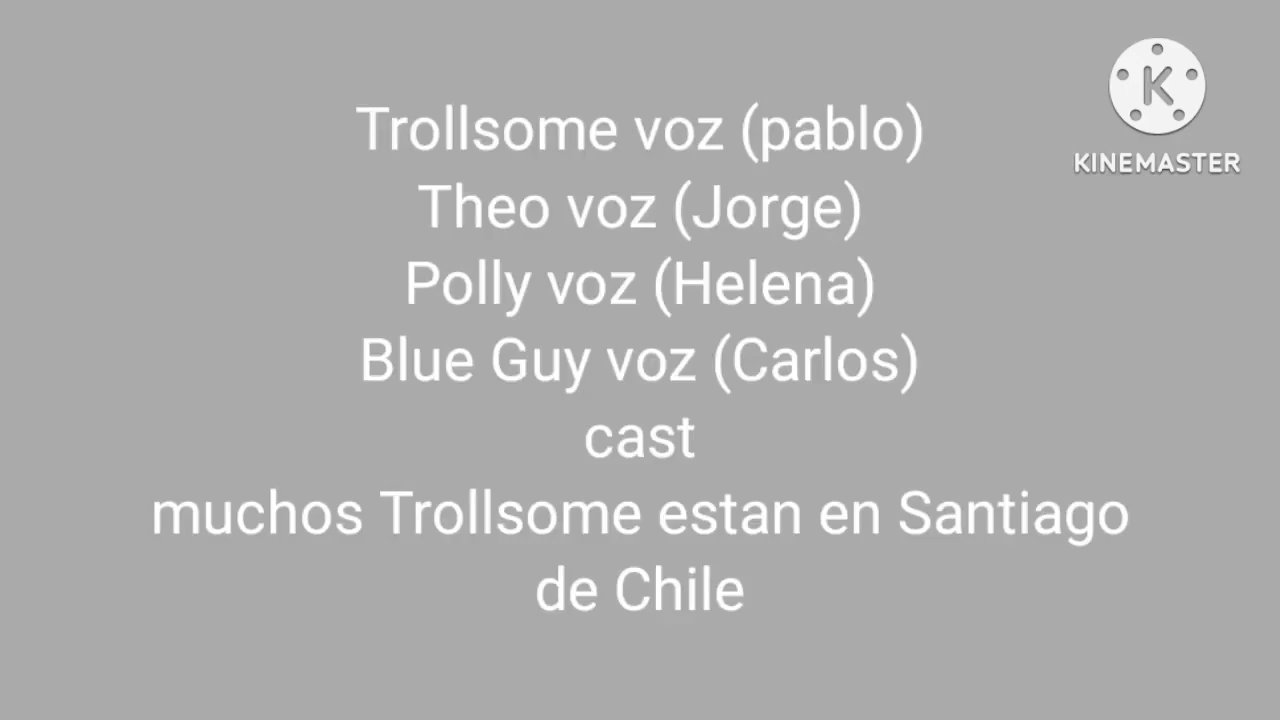 Trollsome voz (pablo)
Theo voz (Jorge)
Polly voz (Helena)
Blue Guy voz (Carlos)
cast
muchos Trollsome estan en Santiago
de Chile
K
KINEMASTER